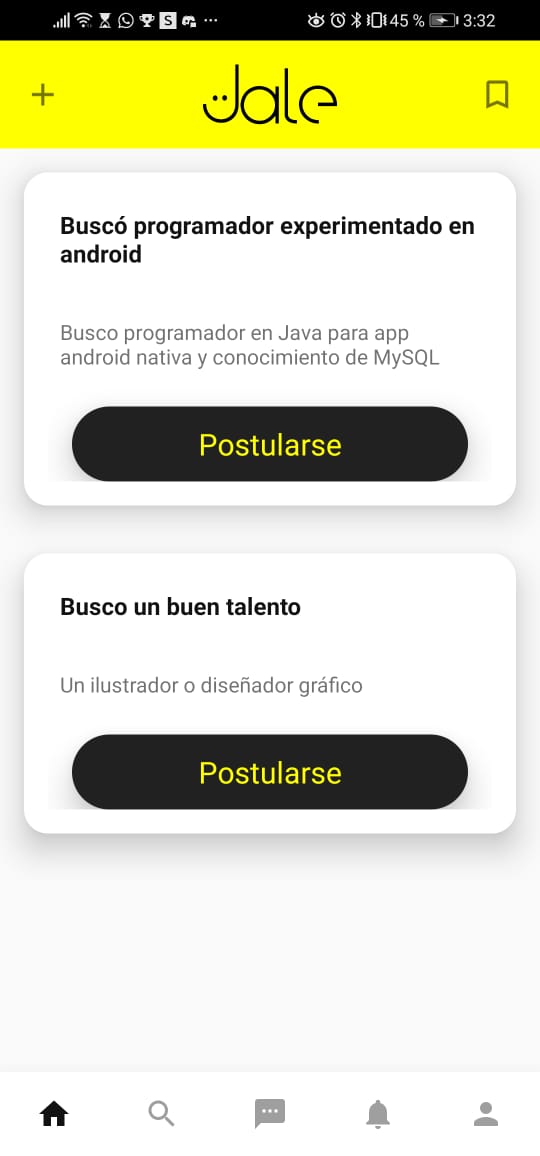 S ... 45 % 3:32
Jale
Buscó programador experimentado en
android
Busco programador en Java para app
android nativa y conocimiento de MySQL
Postularse
Busco un buen talento
Un ilustrador o diseñador gráfico
Postularse